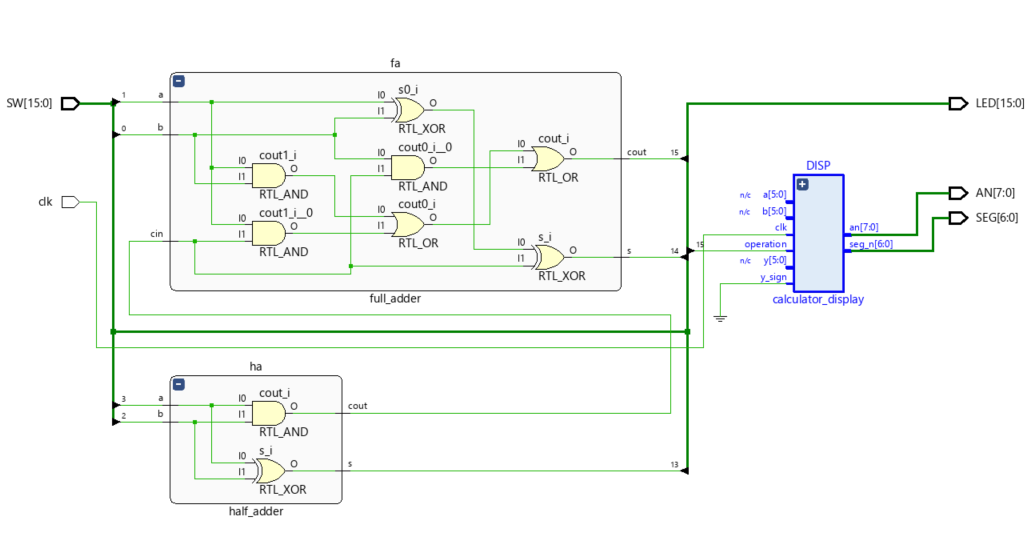 fa
SW[15:0]
1
a
0
b
I0
I1
s0_i
O
RTL_XOR
I0
I1
cout1_i
O
RTL_AND
I0
I1
cout0_i__0
O
RTL_AND
I0
I1
cout_i
O
RTL_OR
cout
15
LED[15:0]
clk
cin
I0
I1
cout1_i__0
O
RTL_AND
I0
I1
cout0_i
O
RTL_OR
I0
I1
s_i
O
RTL_XOR
s
14
15
full_adder
DISP
n/c
a[5:0]
n/c
b[5:0]
clk
operation
n/c
y[5:0]
y_sign
an[7:0]
seg_n[6:0]
calculator_display
AN[7:0]
SEG[6:0]
ha
3
a
2
b
I0
I1
cout_i
O
RTL_AND
cout
I0
I1
s_i
O
RTL_XOR
s
13
half_adder